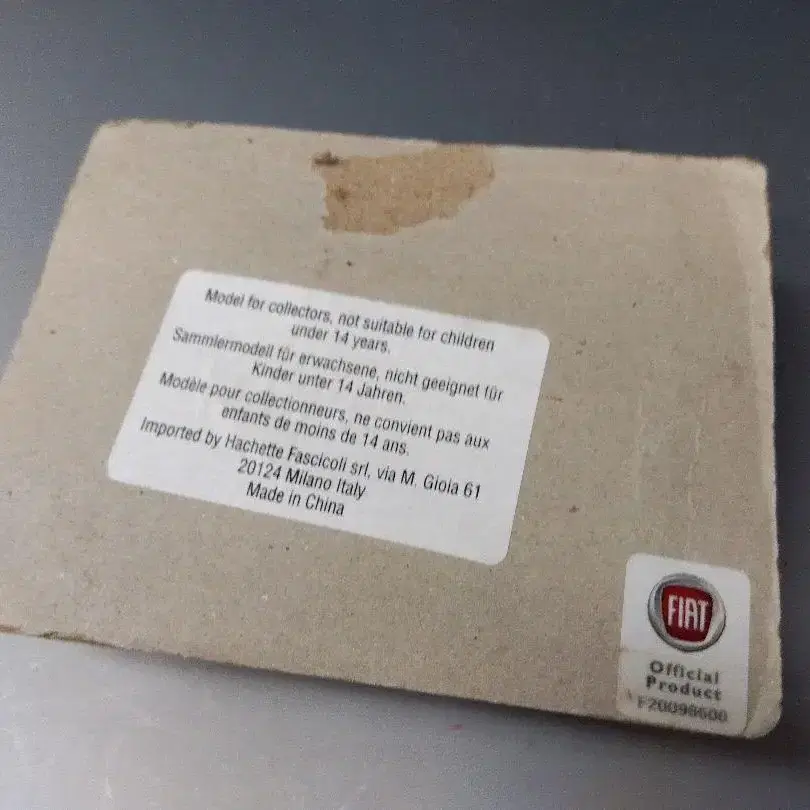 Model for collectors, not suitable for children
under 14 years.
Sammlermodell für erwachsene, nicht geeignet für
Kinder unter 14 Jahren.
Modèle pour collectionneurs, ne convient pas aux
enfants de moins de 14 ans.
Imported by Hachette Fascicoli srl, via M. Gioia 61
20124 Milano Italy
Made in China
FIAT
Official
Product